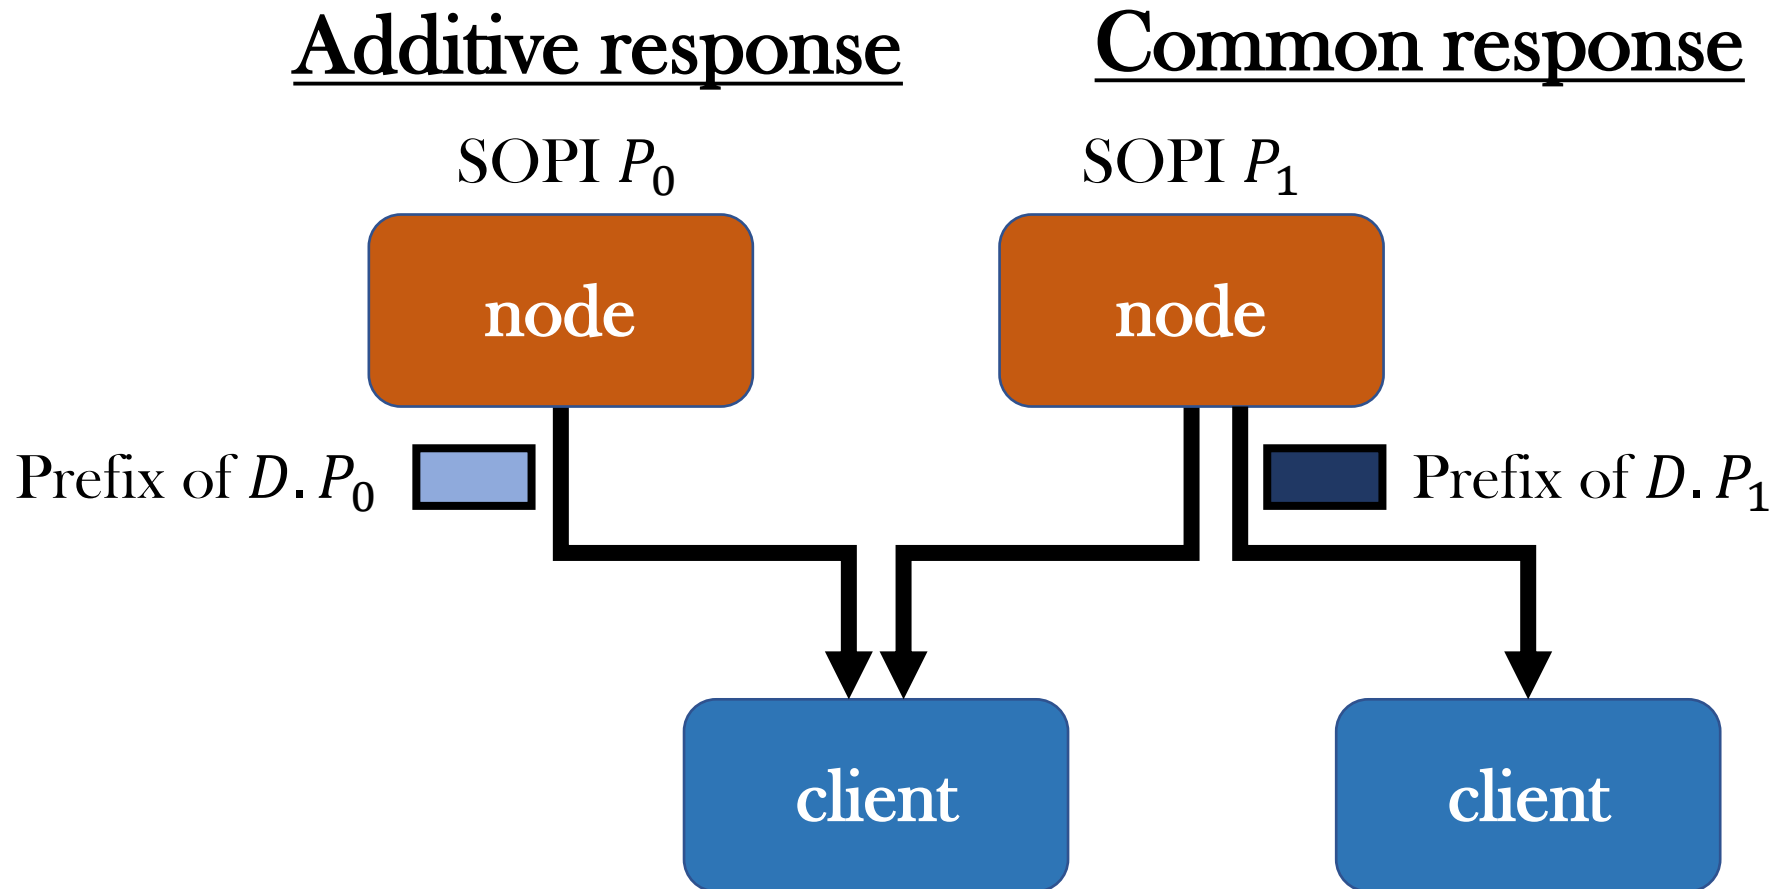 Additive response
Common response
SOPI P₀
SOPI P₁
node
node
Prefix of D. P₀
Prefix of D. P₁
client
client